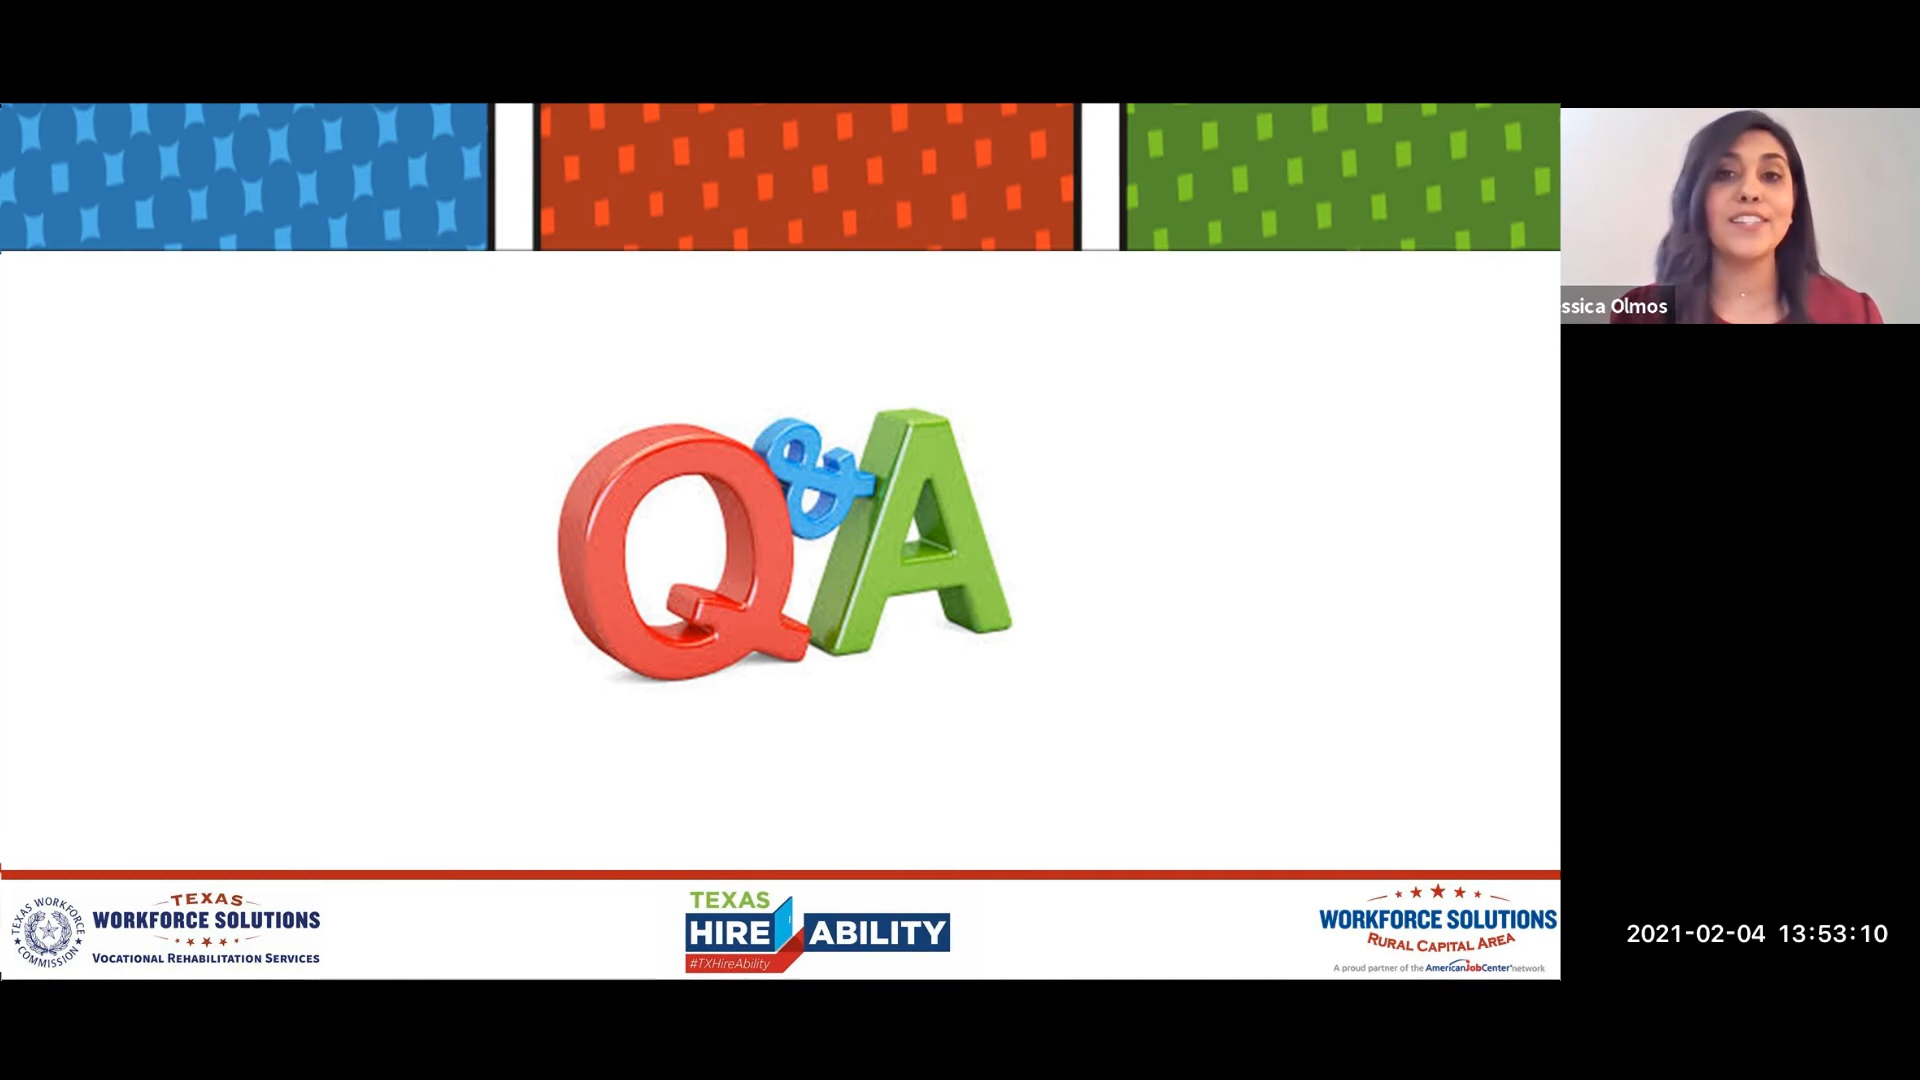 ssica Olmos
Q&A
TEXAS WORKFORCE COMMISSION
TEXAS
WORKFORCE SOLUTIONS
VOCATIONAL REHABILITATION SERVICES
TEXAS
HIRE ABILITY
#TXHireAbility
WORKFORCE SOLUTIONS
RURAL CAPITAL AREA
A proud partner of the AmericanJobCenter network
2021-02-04 13:53:10